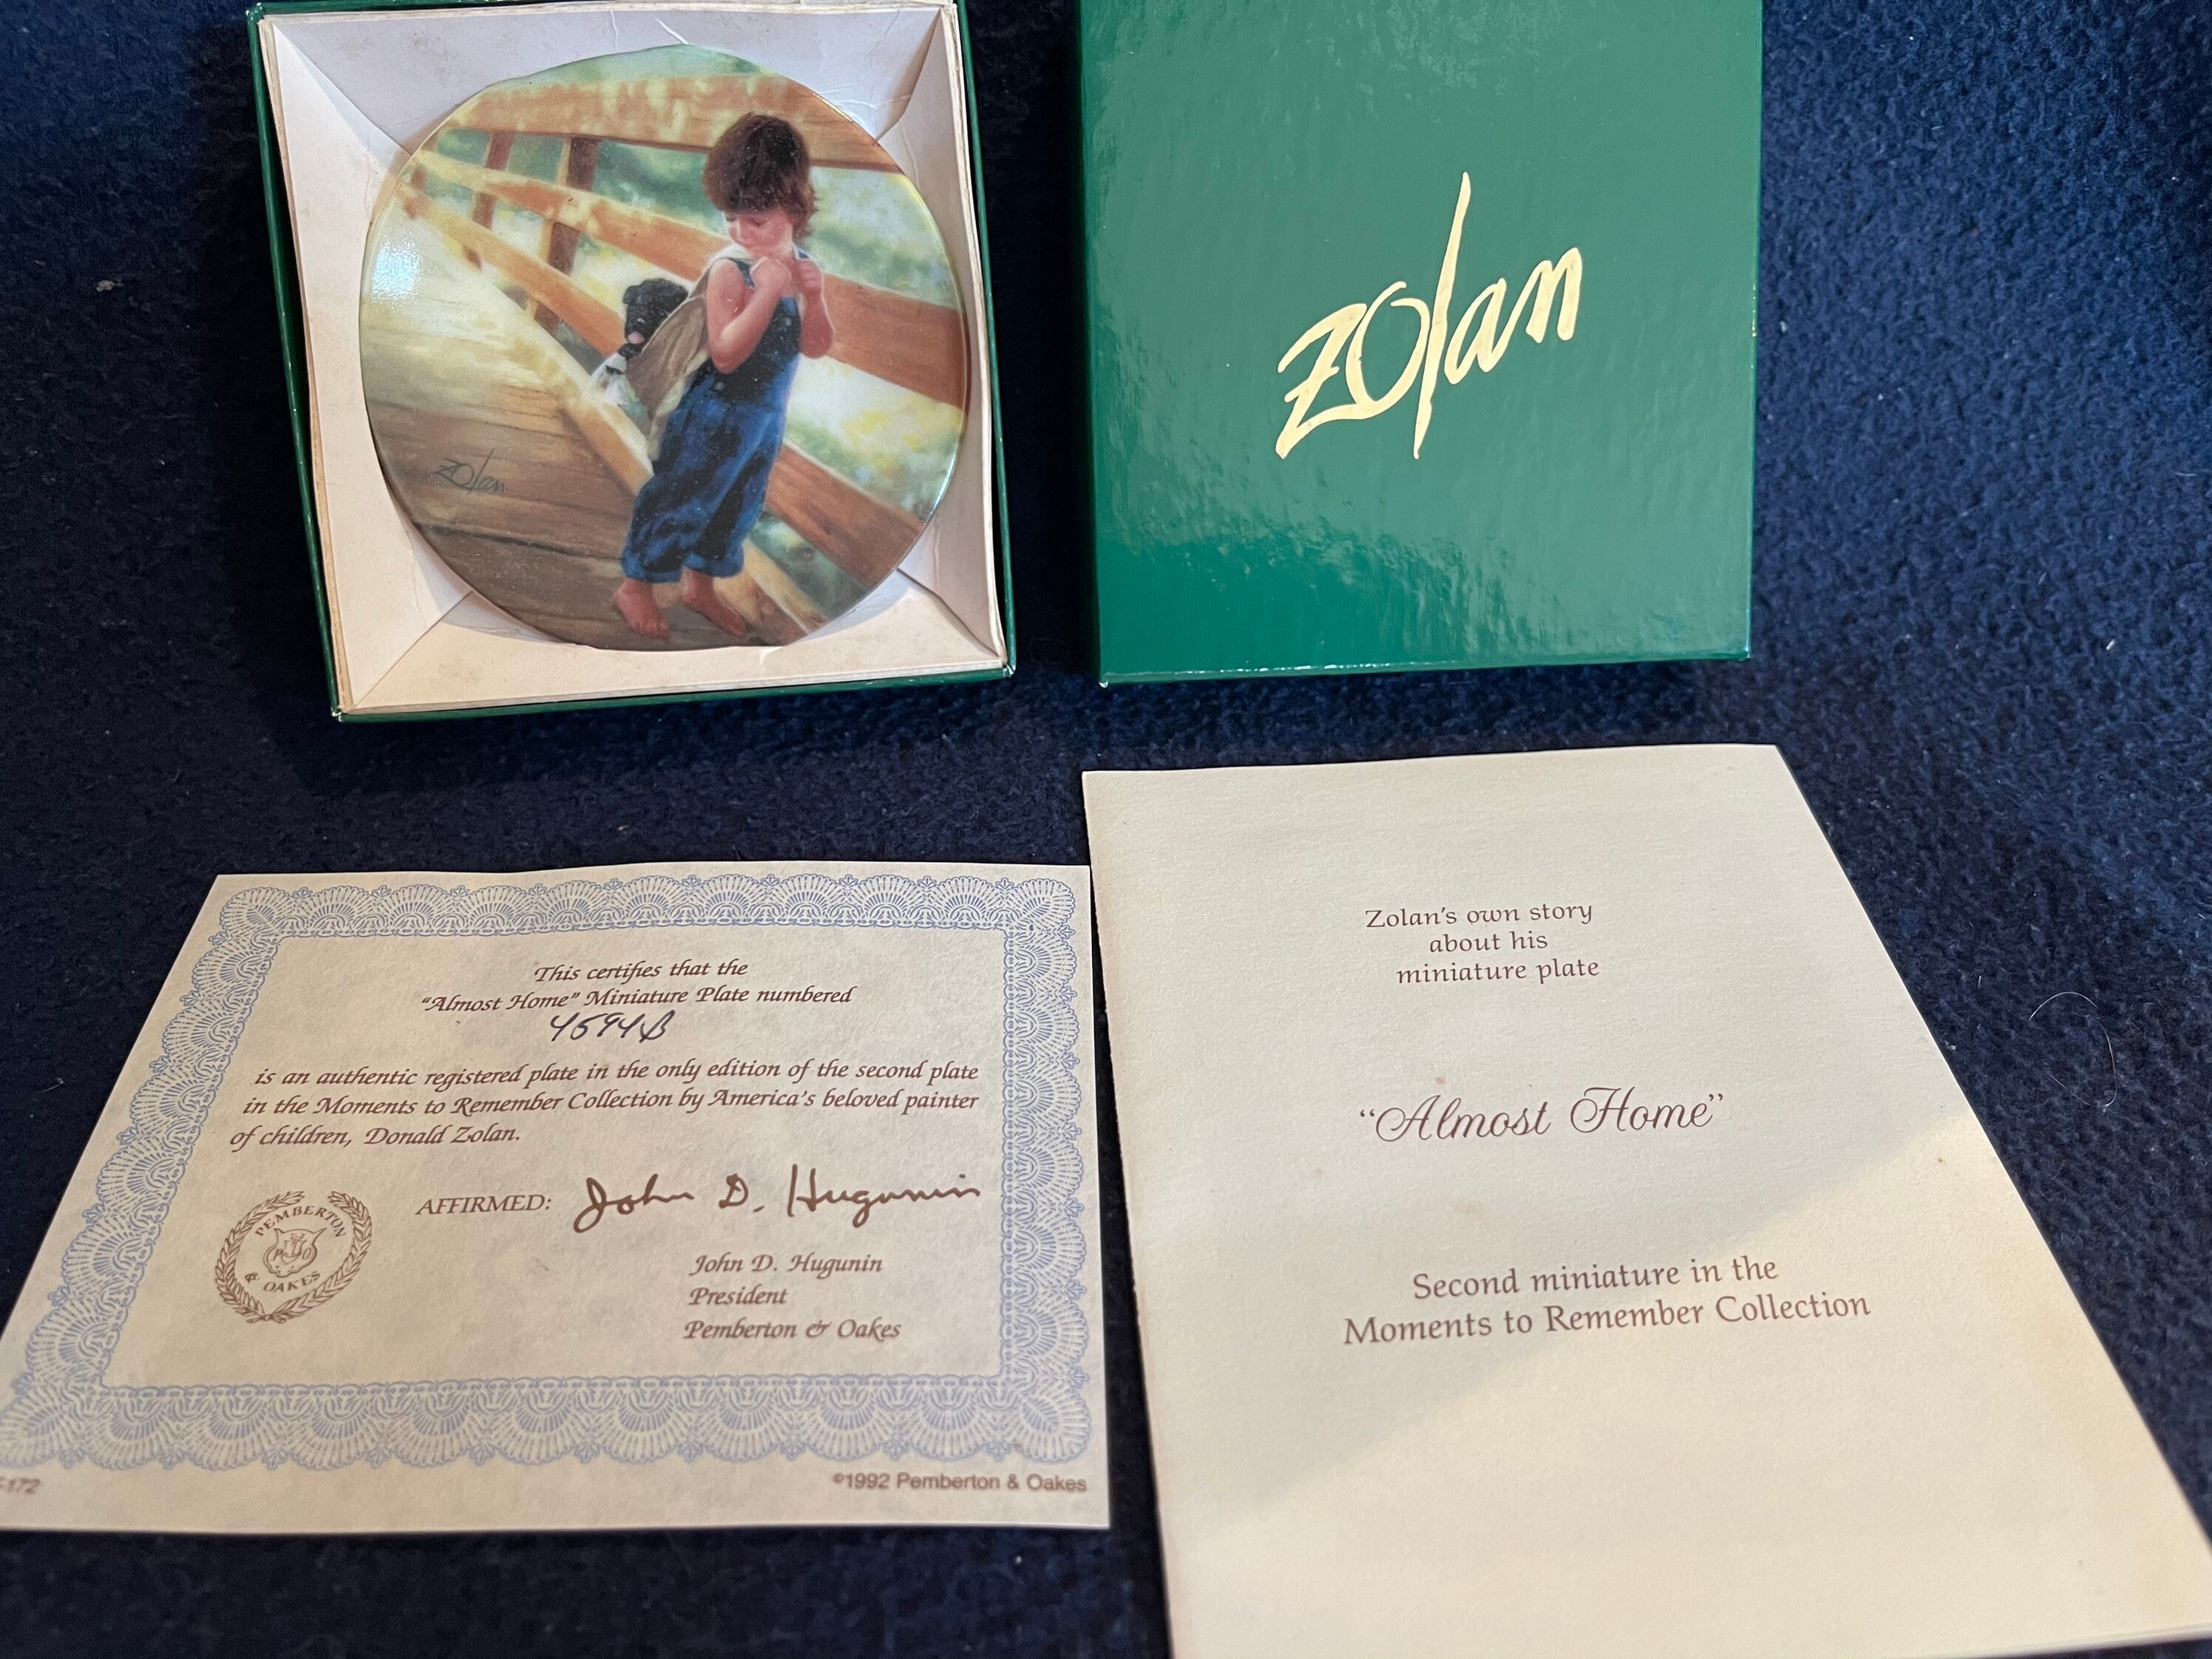 Zolan
Zolan
This certifies that the
"Almost Home" Miniature Plate numbered
is an authentic registered plate in the only edition of the second plate
in the Moments to Remember Collection by America's beloved painter
of children, Donald Zolan.
PEMBERTON
P&O
& OAKES
AFFIRMED: John D. Hugunin
John D. Hugunin
President
Pemberton & Oakes
-172
©1992 Pemberton & Oakes
Zolan's own story
about his
miniature plate
"Almost Home"
Second miniature in the
Moments to Remember Collection